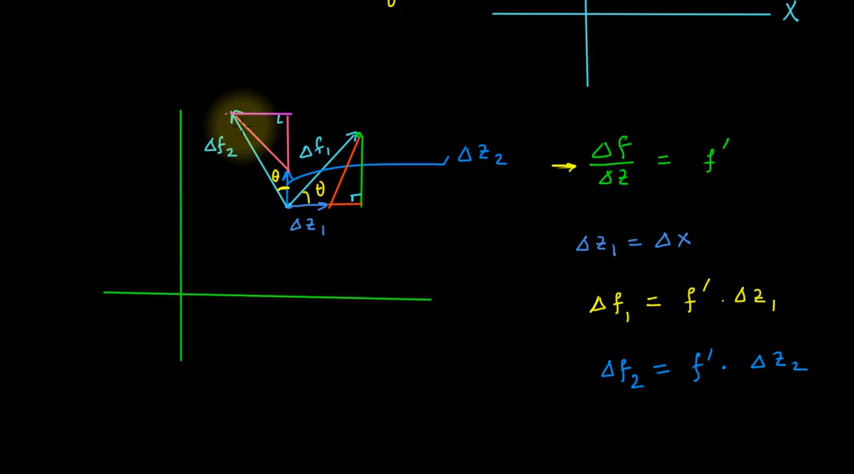 X
Δf₂
Δf₁
θ
θ
Δz₁
Δz₂
→ Δf/Δz = f′
Δz₁ = Δx
Δf₁ = f′ · Δz₁
Δf₂ = f′ · Δz₂